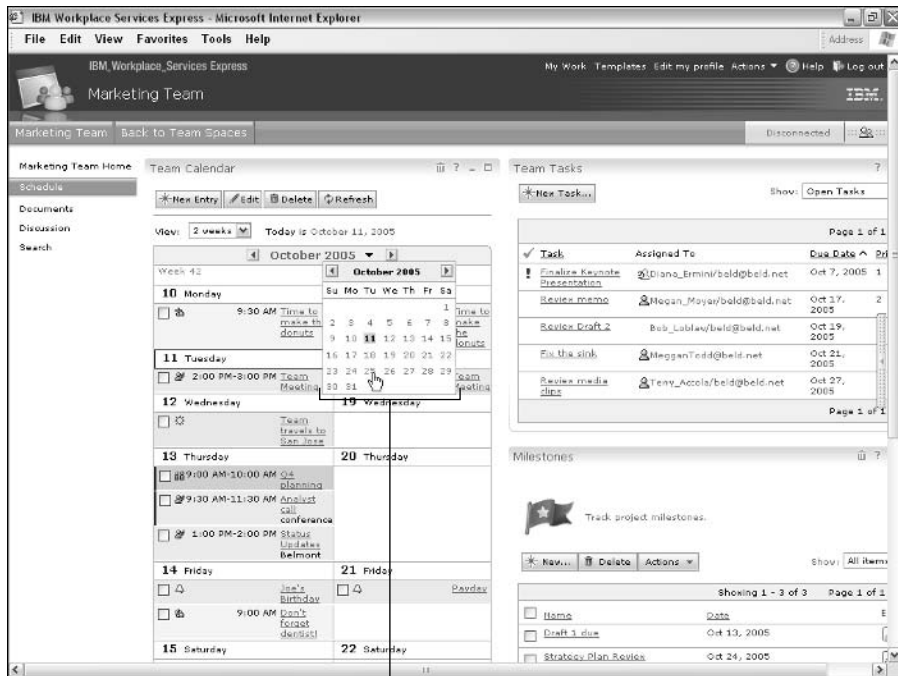 IBM Workplace Services Express - Microsoft Internet Explorer
File Edit View Favorites Tools Help
Address
IBM_Workplace_Services Express
My Work Templates Edit my profile Actions Help Log out
Marketing Team
IBM.
Marketing Team Back to Team Spaces
Disconnected
Marketing Team Home
Schedule
Documents
Discussion
Search
Team Calendar
New Entry Edit Delete Refresh
View: 2 weeks Today is October 11, 2005
October 2005
Week 42
October 2005
Su Mo Tu We Th Fr Sa
1
2 3 4 5 6 7 8
9 10 11 12 13 14 15
16 17 18 19 20 21 22
23 24 25 26 27 28 29
30 31
10 Monday
9:30 AM Time to
make th
donuts
Time to
make
he
donuts
11 Tuesday
2:00 PM-3:00 PM Team
Meeting
eam
Meeting
12 Wednesday
19 Wednesday
Team
travels to
San Jose
13 Thursday
20 Thursday
9:00 AM-10:00 AM Q4
planning
9:30 AM-11:30 AM Analyst
call
conference
1:00 PM-2:00 PM Status
Updates
Belmont
14 Friday
21 Friday
Joe's
Birthday
Payday
9:00 AM Don't
forget
dentist!
15 Saturday
22 Saturday
Team Tasks
?
New Task...
Show: Open Tasks
Page 1 of 1
Task Assigned To Due Date Pri
Finalize Keynote
Presentation
Diana_Ermini/beld@beld.net Oct 7, 2005 1
Review memo Megan_Moyer/beld@beld.net Oct 17,
2005
2
Review Draft 2 Bob_Loblaw/beld@beld.net Oct 19,
2005
Fix the sink MegganTodd@beld.net Oct 21,
2005
Review media
clips
Teny_Accola/beld@beld.net Oct 27,
2005
Page 1 of 1
Milestones
?
Track project milestones.
New... Delete Actions
Show: All items
Showing 1 - 3 of 3 Page 1 of 1
Name Date E
Draft 1 due Oct 13, 2005
Strategy Plan Review Oct 24, 2005